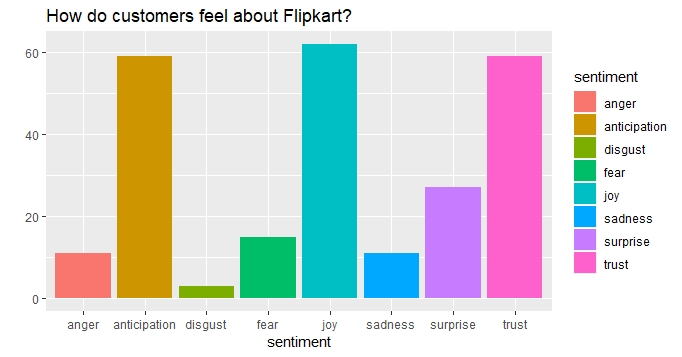 How do customers feel about Flipkart?
60
40
20
0
anger anticipation disgust fear joy sadness surprise trust
sentiment
sentiment
anger
anticipation
disgust
fear
joy
sadness
surprise
trust